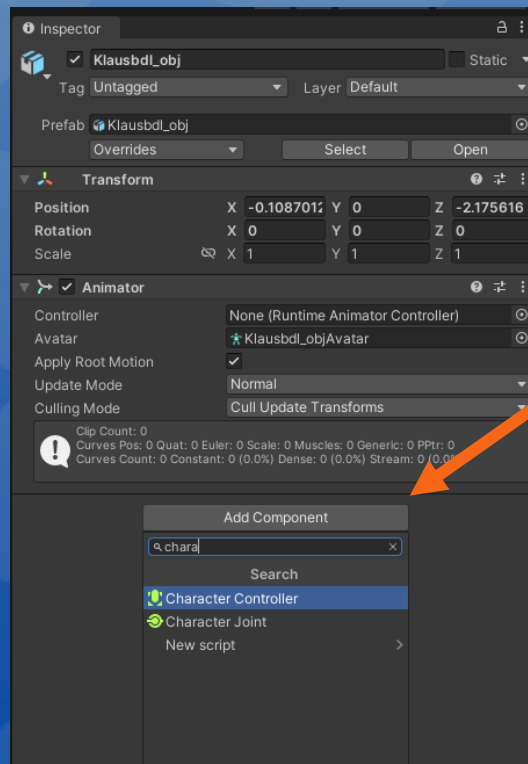 Inspector
Klausbdl_obj Static
Tag Untagged Layer Default
Prefab Klausbdl_obj
Overrides Select Open
Transform
Position X -0.1087012 Y 0 Z -2.175616
Rotation X 0 Y 0 Z 0
Scale X 1 Y 1 Z 1
Animator
Controller None (Runtime Animator Controller)
Avatar Klausbdl_objAvatar
Apply Root Motion
Update Mode Normal
Culling Mode Cull Update Transforms
Clip Count: 0
Curves Pos: 0 Quat: 0 Euler: 0 Scale: 0 Muscles: 0 Generic: 0 PPtr: 0
Curves Count: 0 Constant: 0 (0.0%) Dense: 0 (0.0%) Stream: 0 (0.0%
Add Component
chara
Search
Character Controller
Character Joint
New script